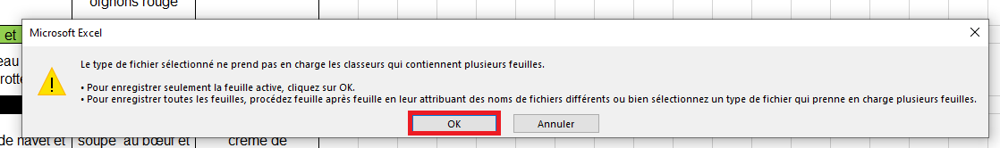 oignons rouge
et
Microsoft Excel
Le type de fichier sélectionné ne prend pas en charge les classeurs qui contiennent plusieurs feuilles.
eau
rotte
• Pour enregistrer seulement la feuille active, cliquez sur OK.
• Pour enregistrer toutes les feuilles, procédez feuille après feuille en leur attribuant des noms de fichiers différents ou bien sélectionnez un type de fichier qui prenne en charge plusieurs feuilles.
OK Annuler
de navet et soupe au bœuf et crème de